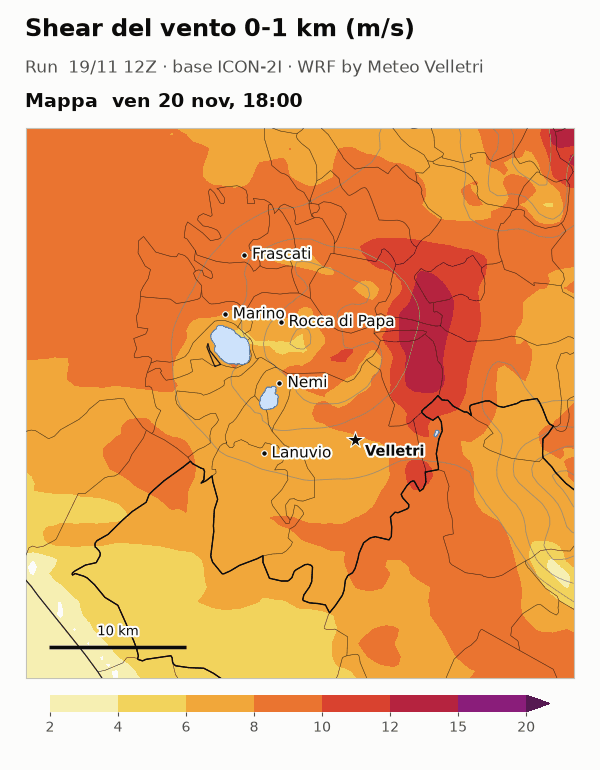 Shear del vento 0-1 km (m/s)
Run  19/11 12Z · base ICON-2I · WRF by Meteo Velletri
Mappa  ven 20 nov, 18:00
Frascati
Marino
Rocca di Papa
Nemi
Velletri
Lanuvio
10 km
2 4 6 8 10 12 15 20